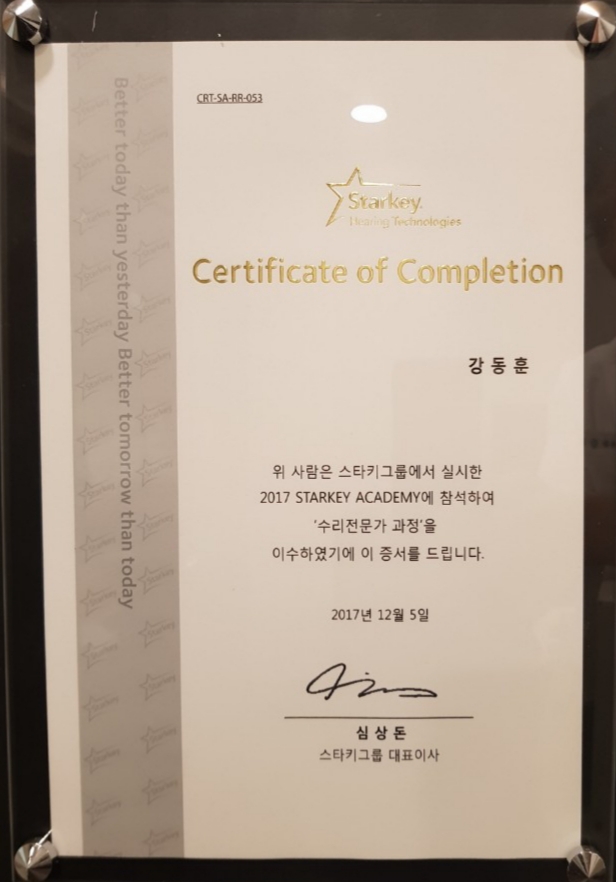 CRT-SA-RR-053
Starkey.
Hearing Technologies
Certificate of Completion
강동훈
위 사람은 스타키그룹에서 실시한
2017 STARKEY ACADEMY에 참석하여
'수리전문가 과정'을
이수하였기에 이 증서를 드립니다.
2017년 12월 5일
심상돈
스타키그룹 대표이사
Better today than yesterday Better tomorrow than today